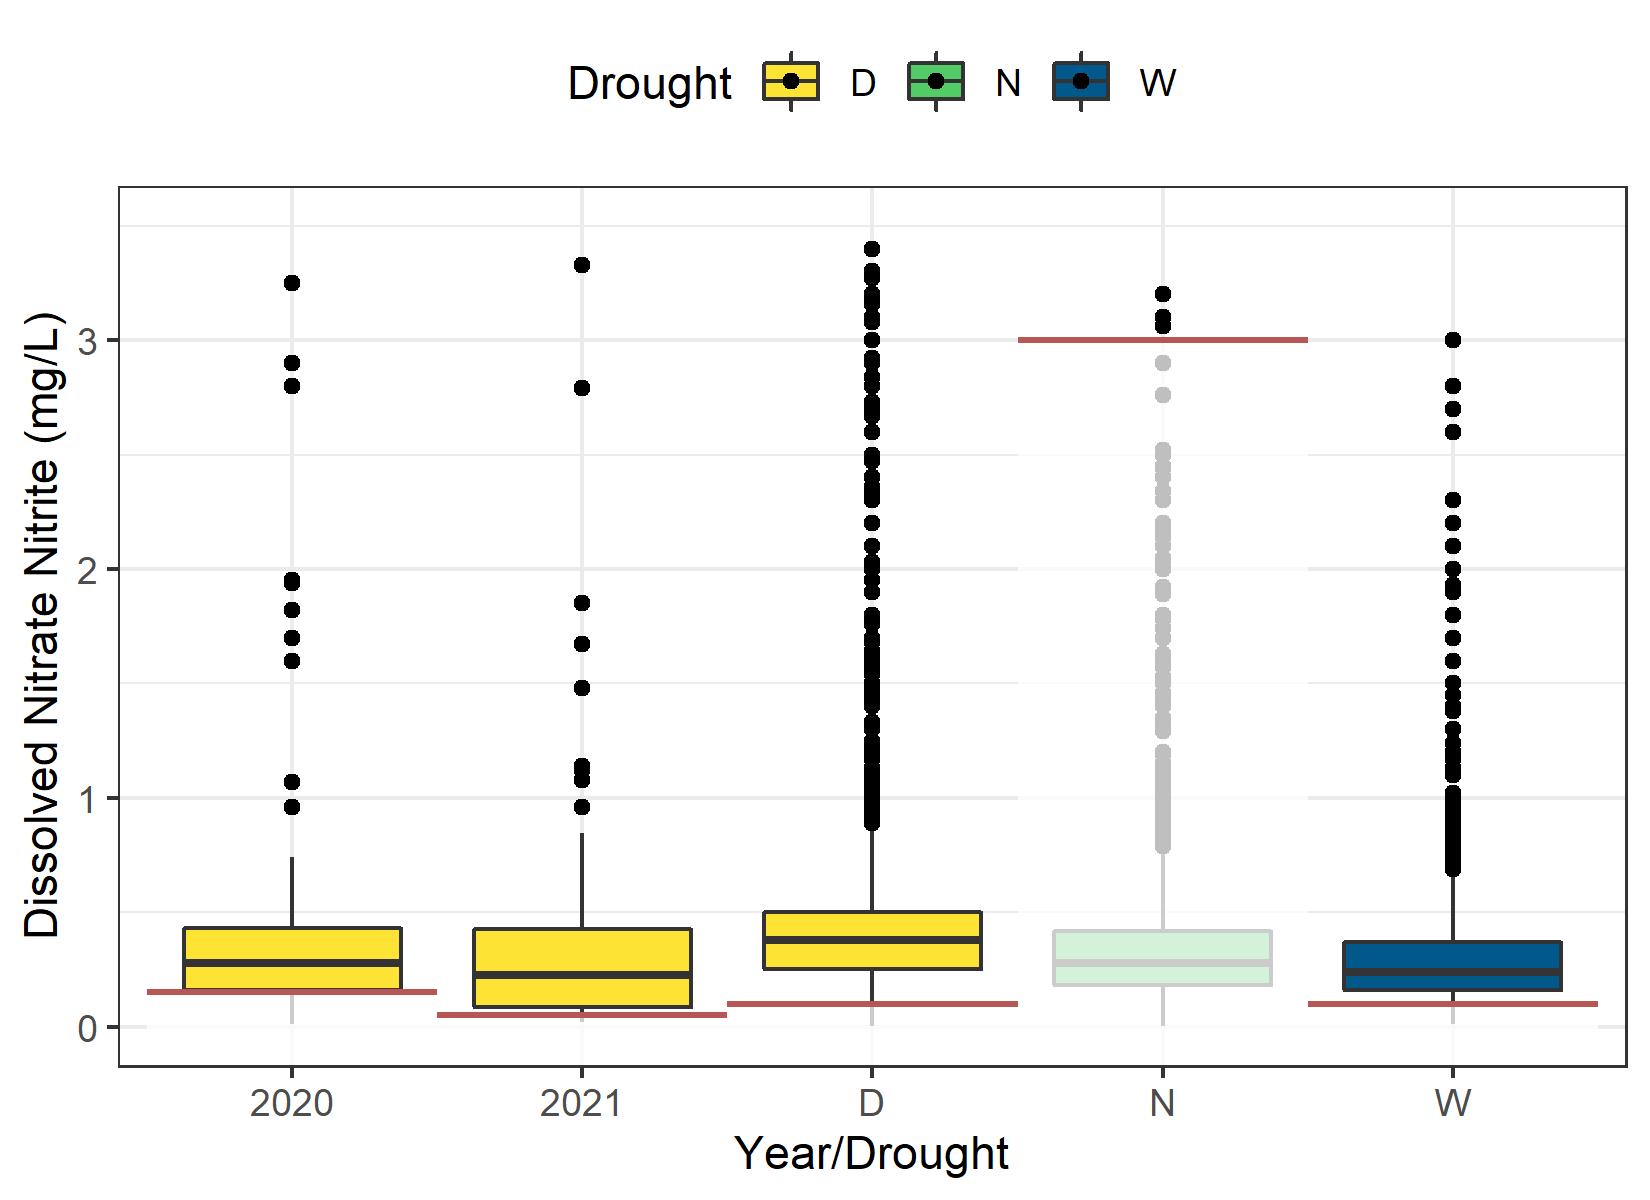 Drought D N W
Dissolved Nitrate Nitrite (mg/L)
3
2
1
0
2020 2021 D N W
Year/Drought